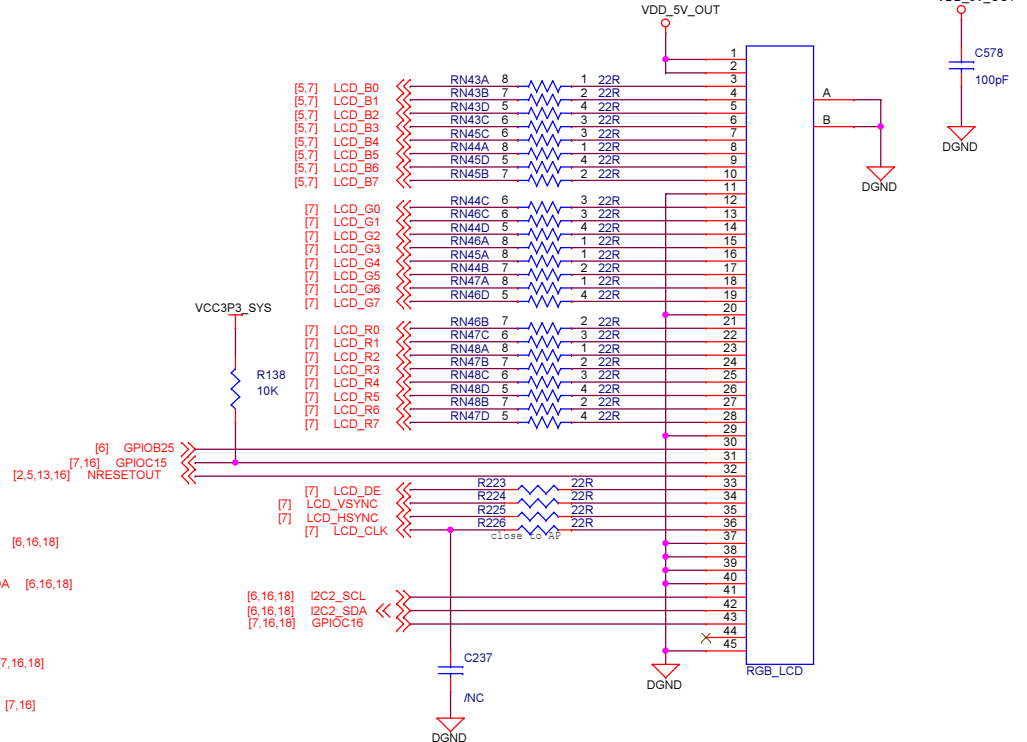 VDD_5V_OUT
C578
100pF
DGND
A
B
DGND
[5,7] LCD_B0 RN43A 8 1 22R
[5,7] LCD_B1 RN43B 7 2 22R
[5,7] LCD_B2 RN43D 5 4 22R
[5,7] LCD_B3 RN43C 6 3 22R
[5,7] LCD_B4 RN45C 6 3 22R
[5,7] LCD_B5 RN44A 8 1 22R
[5,7] LCD_B6 RN45D 5 4 22R
[5,7] LCD_B7 RN45B 7 2 22R
[7] LCD_G0 RN44C 6 3 22R
[7] LCD_G1 RN46C 6 3 22R
[7] LCD_G2 RN44D 5 4 22R
[7] LCD_G3 RN46A 8 1 22R
[7] LCD_G4 RN45A 8 1 22R
[7] LCD_G5 RN44B 7 2 22R
[7] LCD_G6 RN47A 8 1 22R
[7] LCD_G7 RN46D 5 4 22R
[7] LCD_R0 RN46B 7 2 22R
[7] LCD_R1 RN47C 6 3 22R
[7] LCD_R2 RN48A 8 1 22R
[7] LCD_R3 RN47B 7 2 22R
[7] LCD_R4 RN48C 6 3 22R
[7] LCD_R5 RN48D 5 4 22R
[7] LCD_R6 RN48B 7 2 22R
[7] LCD_R7 RN47D 5 4 22R
VCC3P3_SYS
R138
10K
[6] GPIOB25
[7,16] GPIOC15
[2,5,13,16] NRESETOUT
[7] LCD_DE R223 22R
[7] LCD_VSYNC R224 22R
[7] LCD_HSYNC R225 22R
[7] LCD_CLK R226 22R
close to AP
[6,16,18]
A [6,16,18]
[6,16,18] I2C2_SCL
[6,16,18] I2C2_SDA
[7,16,18] GPIOC16
7,16,18]
[7,16]
C237
/NC
DGND
1
2
3
4
5
6
7
8
9
10
11
12
13
14
15
16
17
18
19
20
21
22
23
24
25
26
27
28
29
30
31
32
33
34
35
36
37
38
39
40
41
42
43
44
45
RGB_LCD
DGND